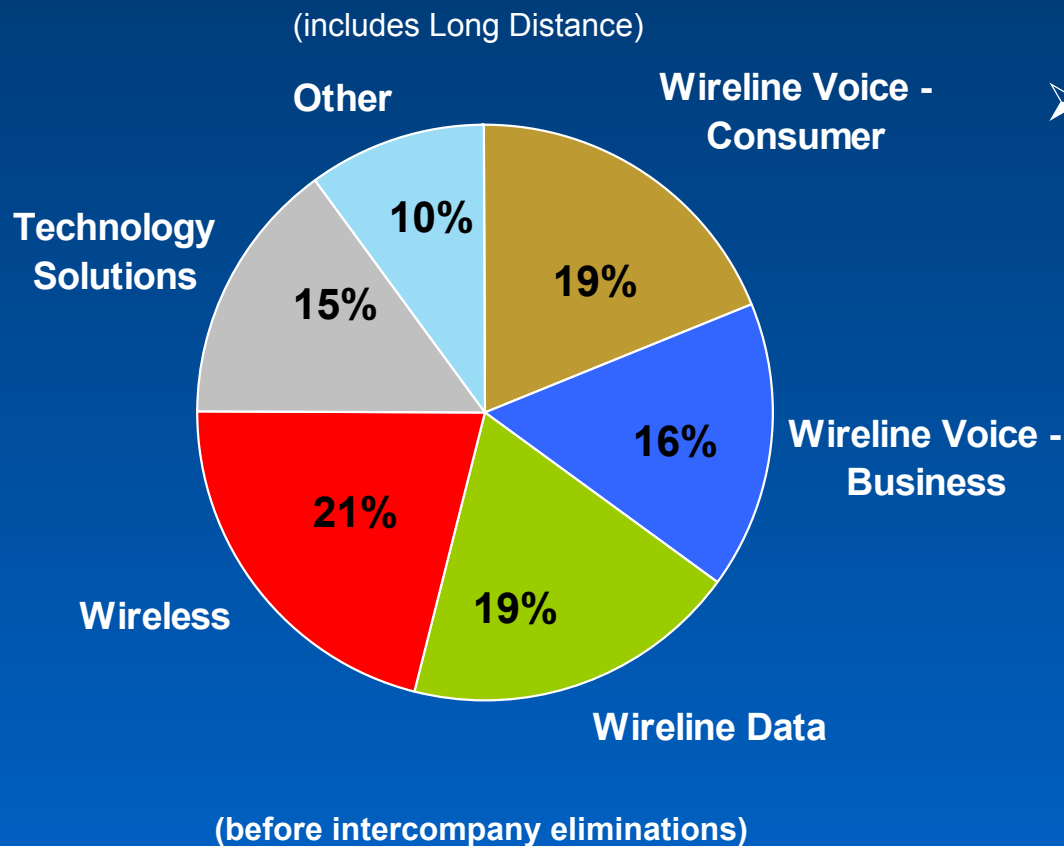 (includes Long Distance)
Other
Wireline Voice -
Consumer
10%
19%
Technology
Solutions
15%
Wireline Voice -
Business
16%
21%
Wireless
19%
Wireline Data
(before intercompany eliminations)